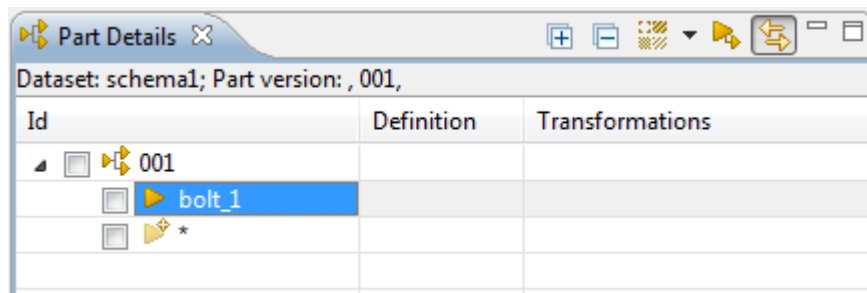 Part Details
Dataset: schema1; Part version: , 001,
Id Definition Transformations
001
bolt_1
*